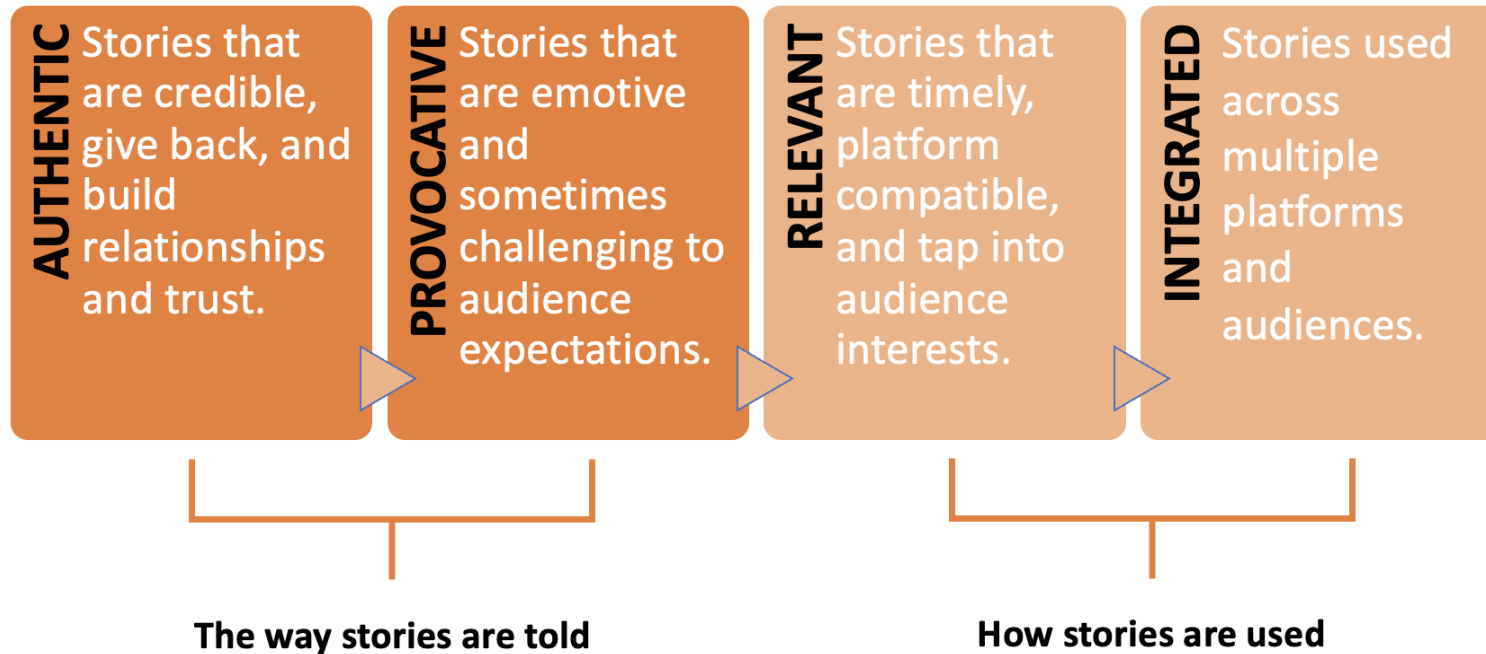 AUTHENTIC
Stories that
are credible,
give back, and
build
relationships
and trust.
PROVOCATIVE
Stories that
are emotive
and
sometimes
challenging to
audience
expectations.
RELEVANT
Stories that
are timely,
platform
compatible,
and tap into
audience
interests.
INTEGRATED
Stories used
across
multiple
platforms
and
audiences.
The way stories are told
How stories are used